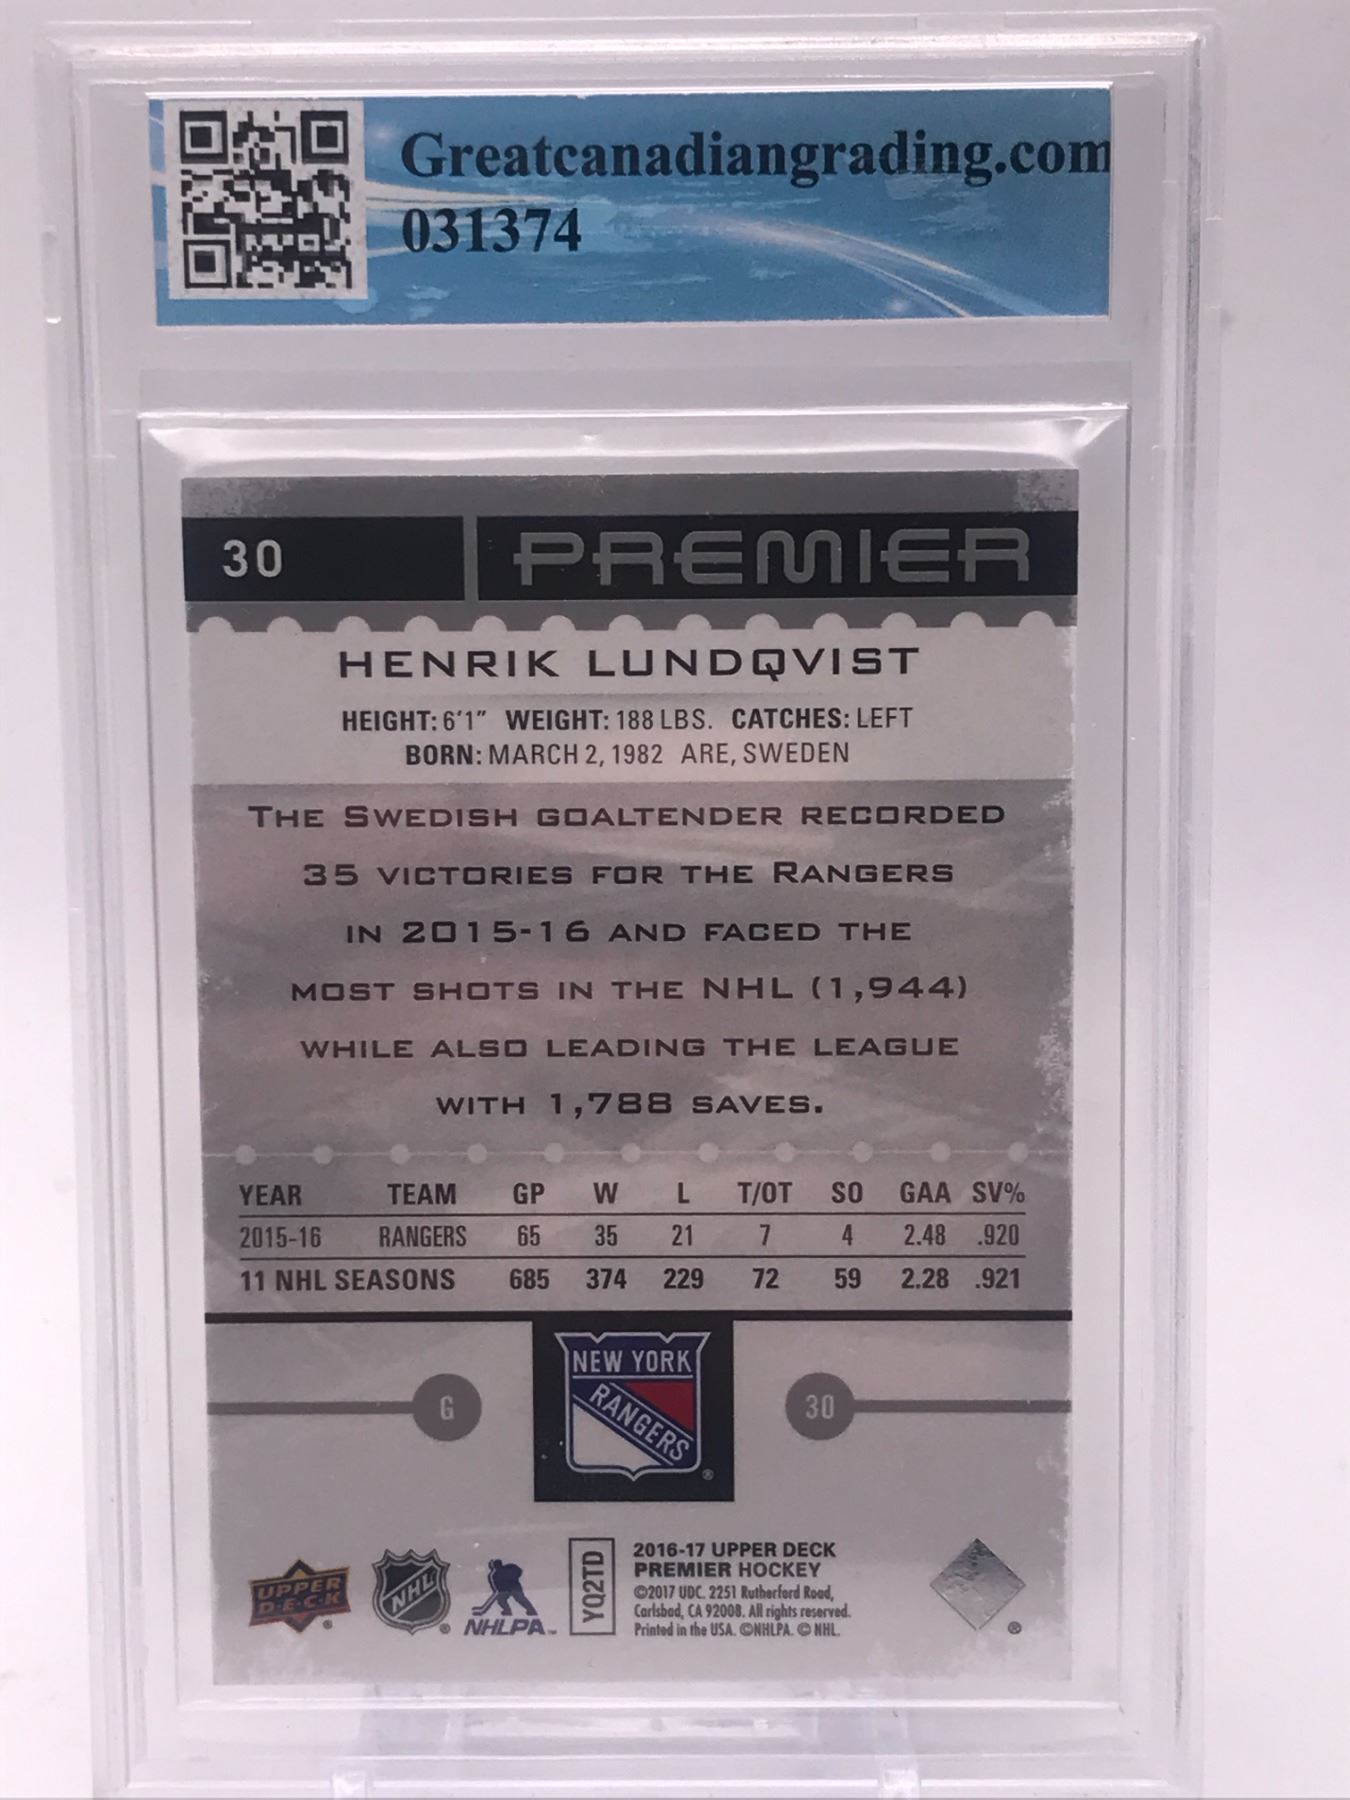 Greatcanadiangrading.com
031374
30 PREMIER
HENRIK LUNDQVIST
HEIGHT: 6'1" WEIGHT: 188 LBS. CATCHES: LEFT
BORN: MARCH 2, 1982 ARE, SWEDEN
THE SWEDISH GOALTENDER RECORDED
35 VICTORIES FOR THE RANGERS
IN 2015-16 AND FACED THE
MOST SHOTS IN THE NHL (1,944)
WHILE ALSO LEADING THE LEAGUE
WITH 1,788 SAVES.
YEAR TEAM GP W L T/OT SO GAA SV%
2015-16 RANGERS 65 35 21 7 4 2.48 .920
11 NHL SEASONS 685 374 229 72 59 2.28 .921
NEW YORK
RANGERS
®
G
30
UPPER
D·E·C·K
®
NHL
®
NHLPA™
YQ2TD
2016-17 UPPER DECK
PREMIER HOCKEY
©2017 UDC. 2251 Rutherford Road,
Carlsbad, CA 92008. All rights reserved.
Printed in the USA. ©NHLPA. © NHL.
®